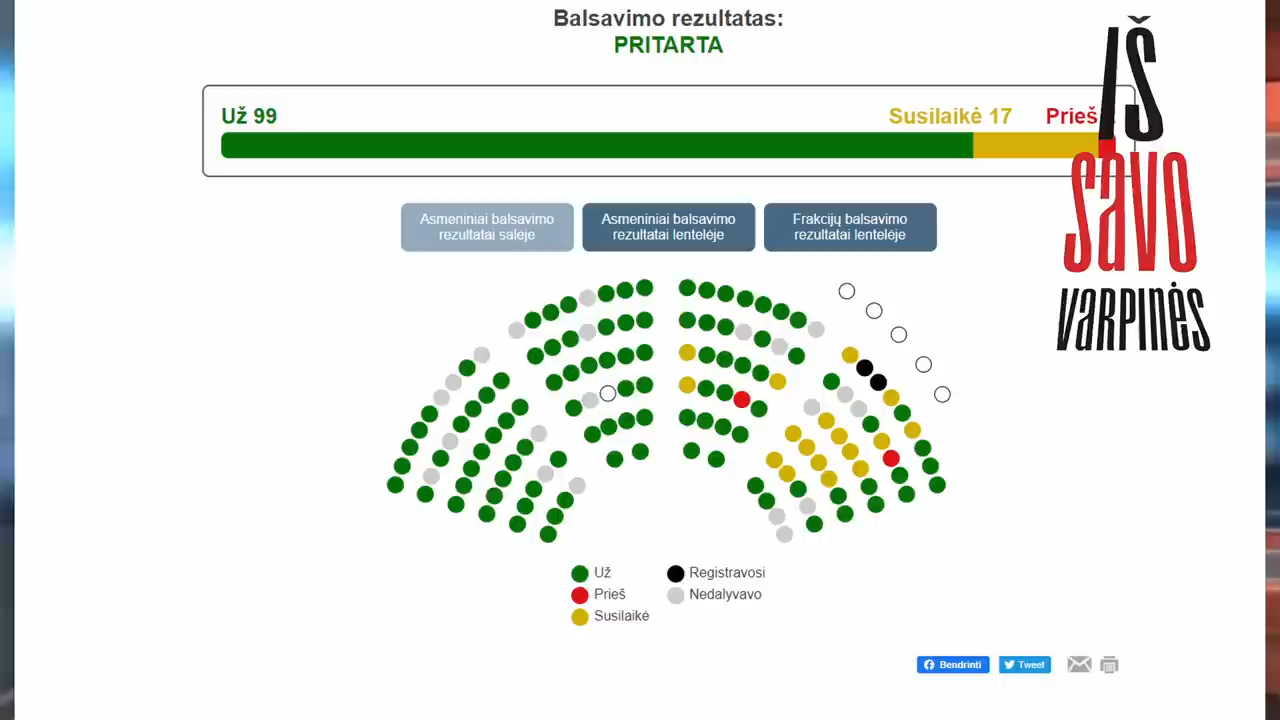 Balsavimo rezultatas:
PRITARTA
Už 99
Susilaikė 17
Prieš
Asmeniniai balsavimo
rezultatai salėje
Asmeniniai balsavimo
rezultatai lentelėje
Frakcijų balsavimo
rezultatai lentelėje
IŠ
SAVO
VARPINĖS
Už
Prieš
Susilaikė
Registravosi
Nedalyvavo
Bendrinti
Tweet